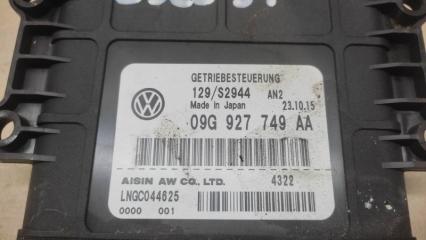 GETRIEBESTEUERUNG
129/S2944 AN2
Made in Japan 23.10.15
09G 927 749 AA
AISIN AW CO., LTD. 4322
LNGC044625
0000 001